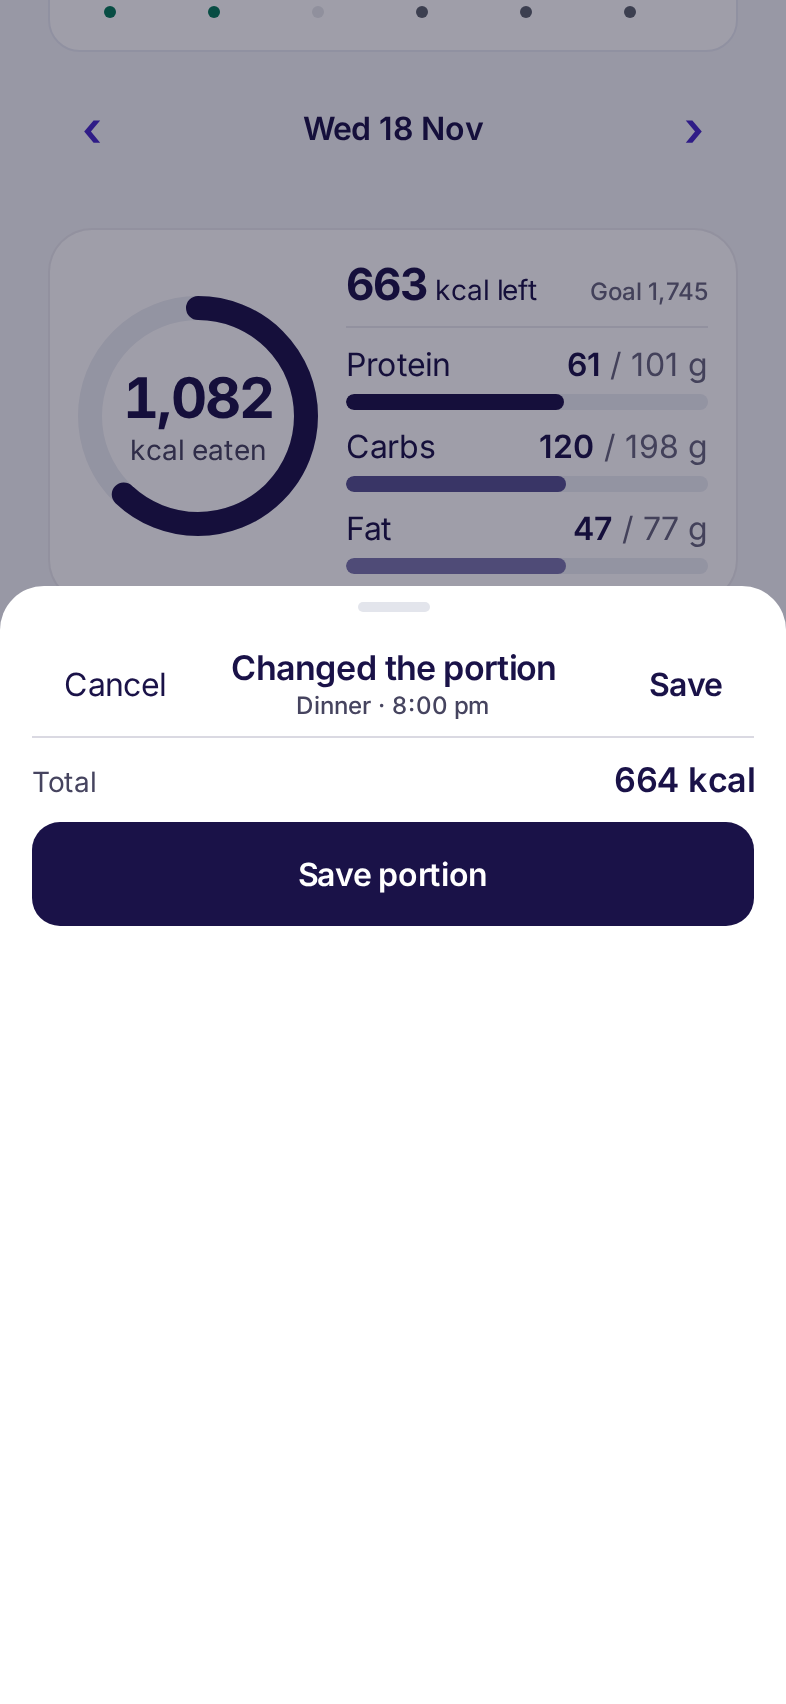 ‹ Wed 18 Nov ›
663 kcal left Goal 1,745
1,082
kcal eaten
Protein 61 / 101 g
Carbs 120 / 198 g
Fat 47 / 77 g
Cancel Changed the portion Save
Dinner · 8:00 pm
Total 664 kcal
Save portion